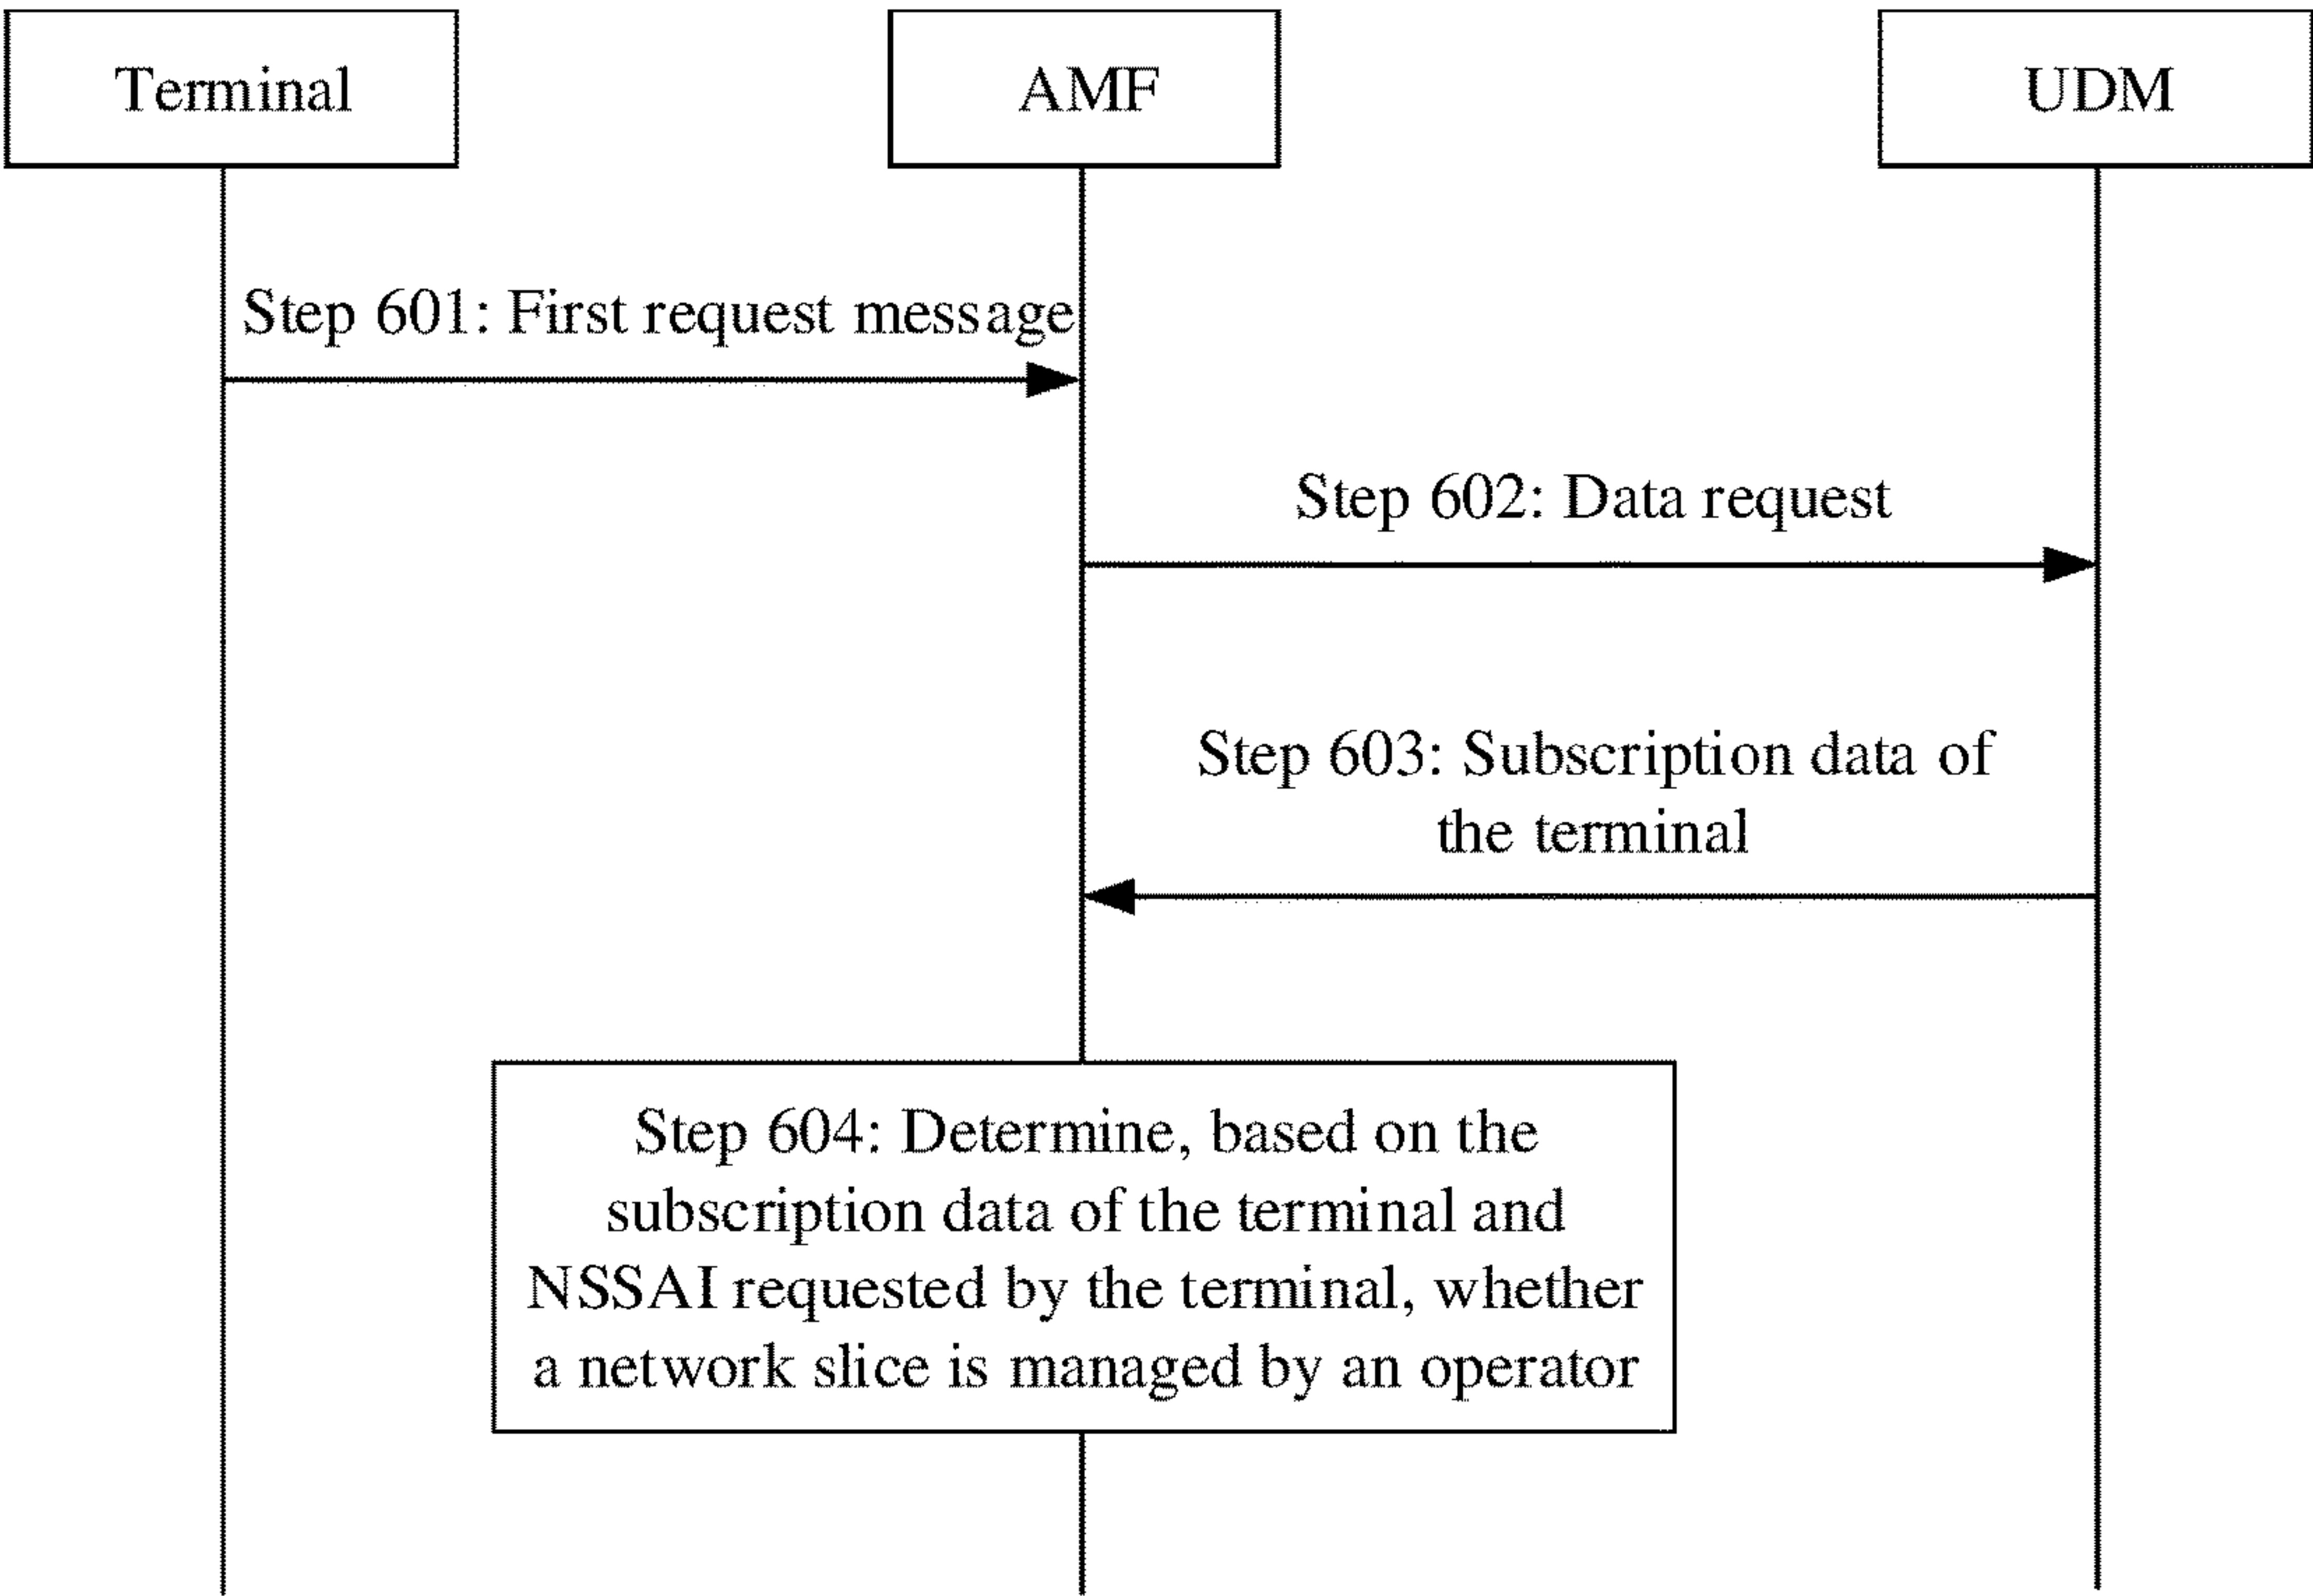 Terminal
AMF
UDM
Step 601: First request message
Step 602: Data request
Step 603: Subscription data of
the terminal
Step 604: Determine, based on the
subscription data of the terminal and
NSSAI requested by the terminal, whether
a network slice is managed by an operator